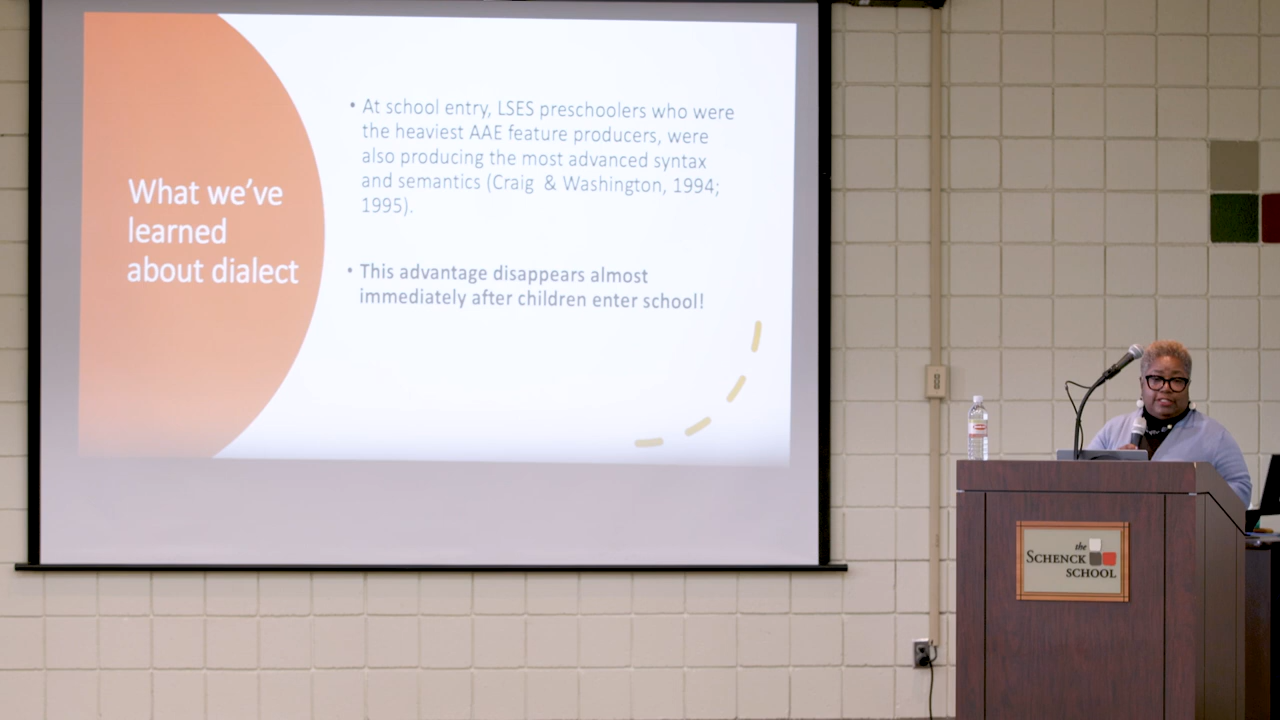 What we've
learned
about dialect
• At school entry, LSES preschoolers who were
the heaviest AAE feature producers, were
also producing the most advanced syntax
and semantics (Craig & Washington, 1994;
1995).
• This advantage disappears almost
immediately after children enter school!
the
SCHENCK
SCHOOL